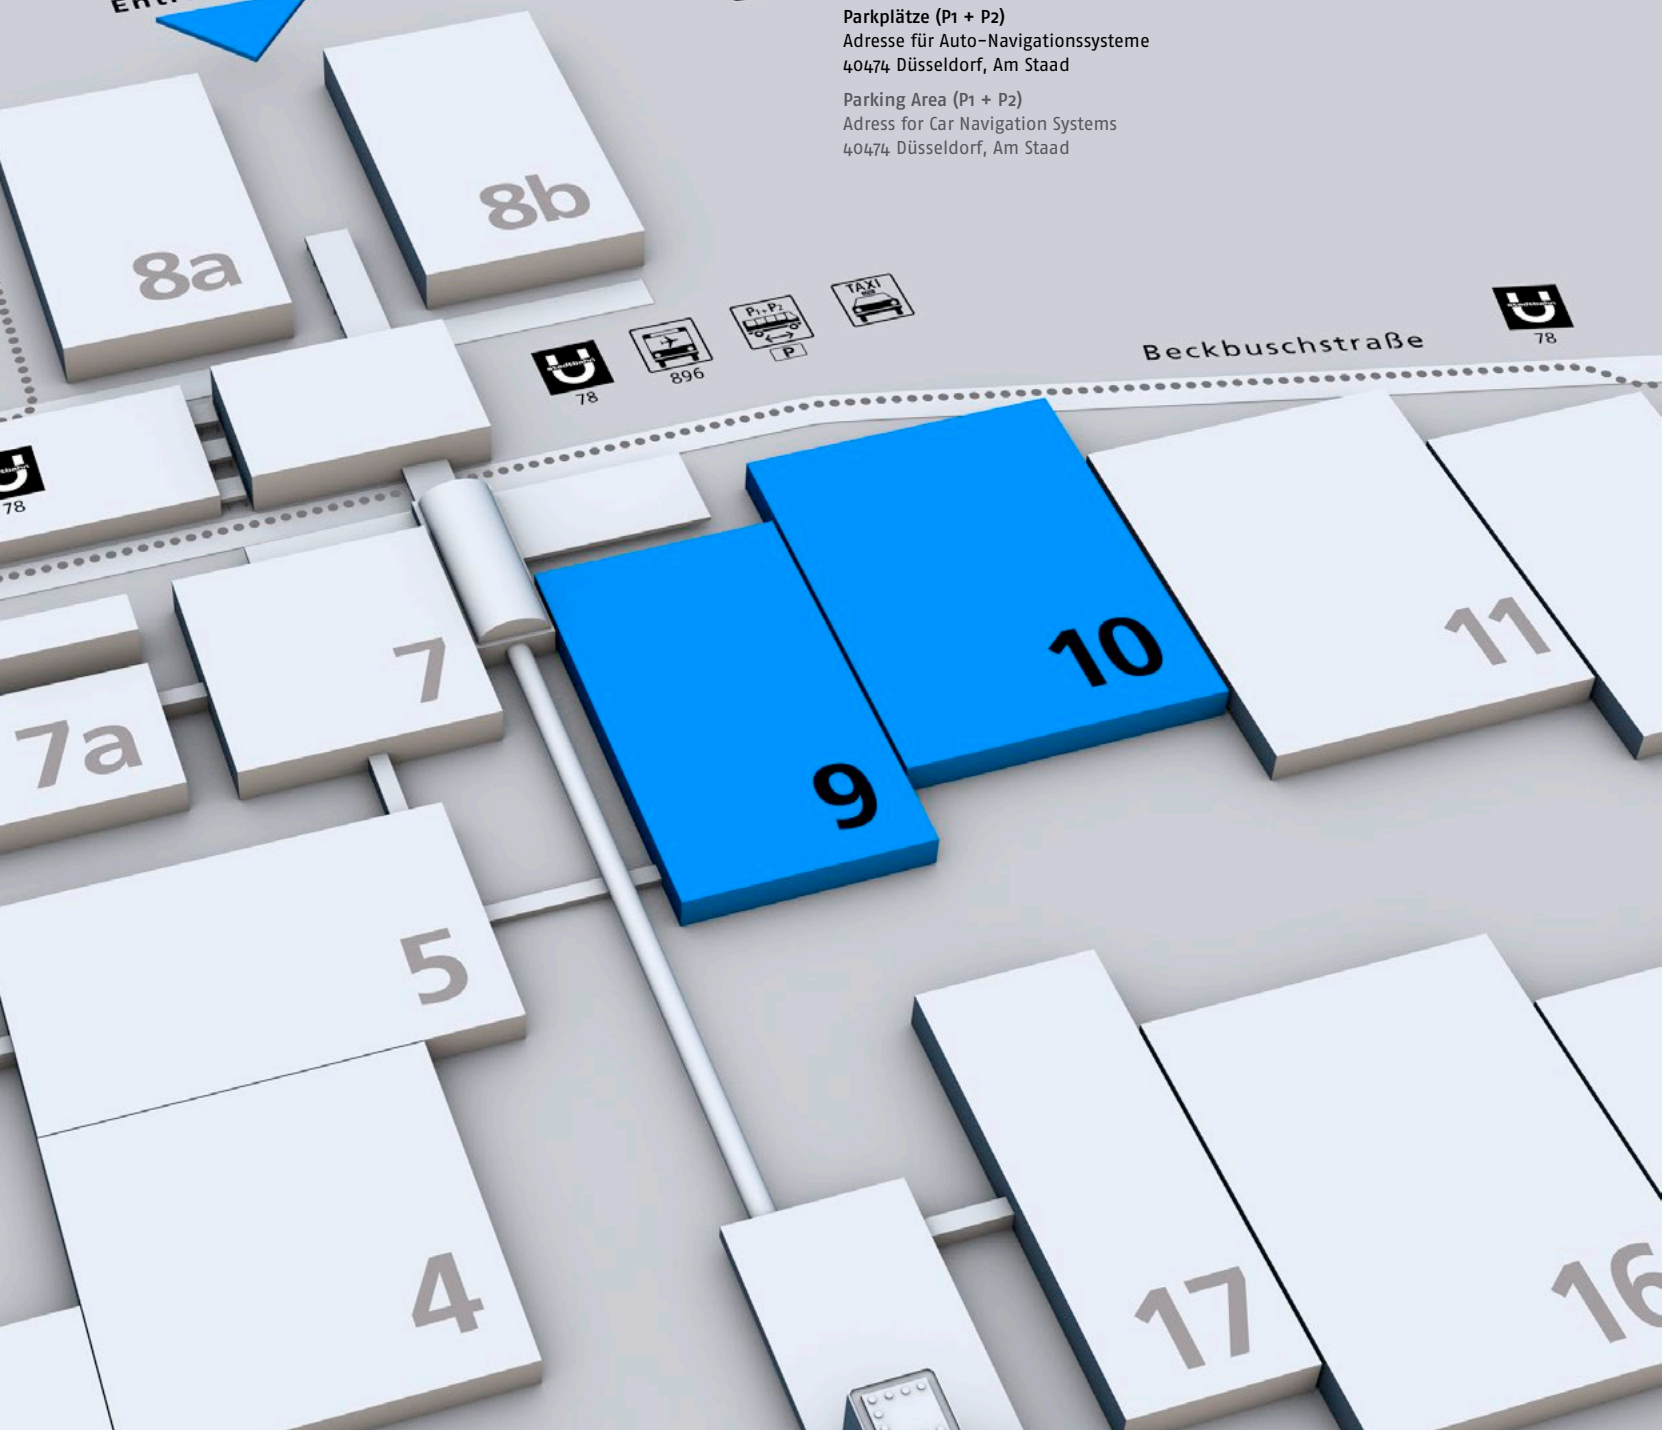 Parkplätze (P1 + P2)
Adresse für Auto-Navigationssysteme
40474 Düsseldorf, Am Staad
Parking Area (P1 + P2)
Adress for Car Navigation Systems
40474 Düsseldorf, Am Staad
8b
8a
TAXI
P1+P2
P
896
stadtbahn
78
78
Beckbuschstraße
78
10
11
7
7a
9
5
4
17
16